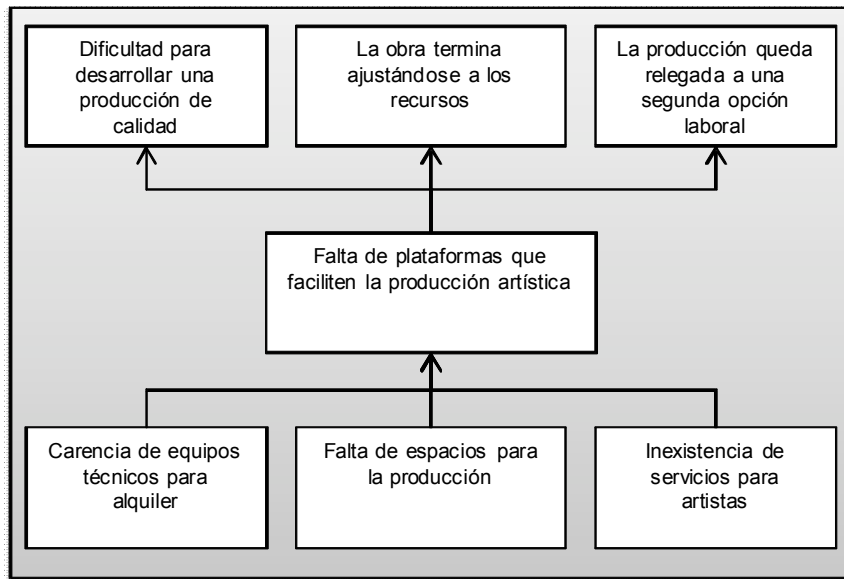 Dificultad para
desarrollar una
producción de
calidad
La obra termina
ajustándose a los
recursos
La producción queda
relegada a una
segunda opción
laboral
Falta de plataformas que
faciliten la producción artística
Carencia de equipos
técnicos para
alquiler
Falta de espacios para
la producción
Inexistencia de
servicios para
artistas